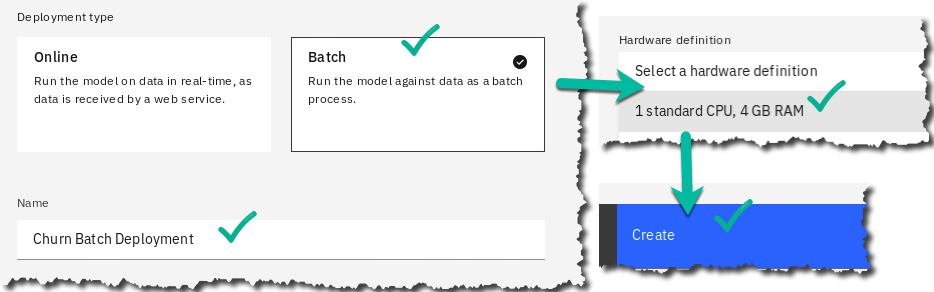 Deployment type
Online
Run the model on data in real-time, as
data is received by a web service.
Batch
Run the model against data as a batch
process.
Name
Churn Batch Deployment
Hardware definition
Select a hardware definition
1 standard CPU, 4 GB RAM
Create